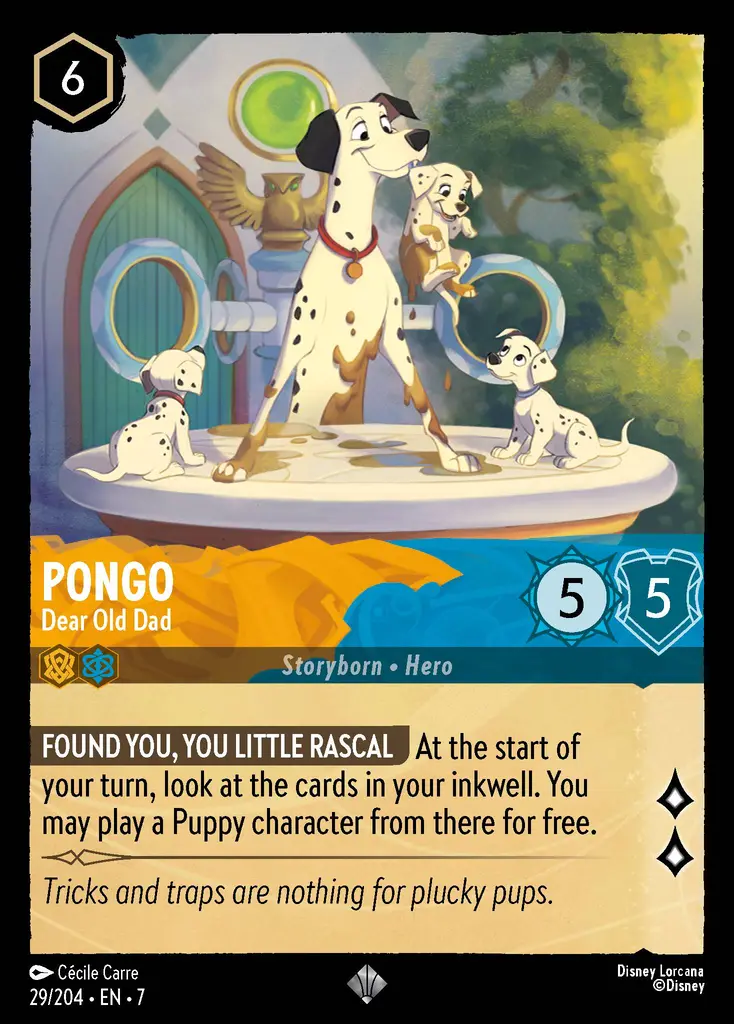 6
PONGO
Dear Old Dad
5
5
Storyborn • Hero
FOUND YOU, YOU LITTLE RASCAL At the start of
your turn, look at the cards in your inkwell. You
may play a Puppy character from there for free.
Tricks and traps are nothing for plucky pups.
Cécile Carre
29/204 • EN • 7
Disney Lorcana
©Disney